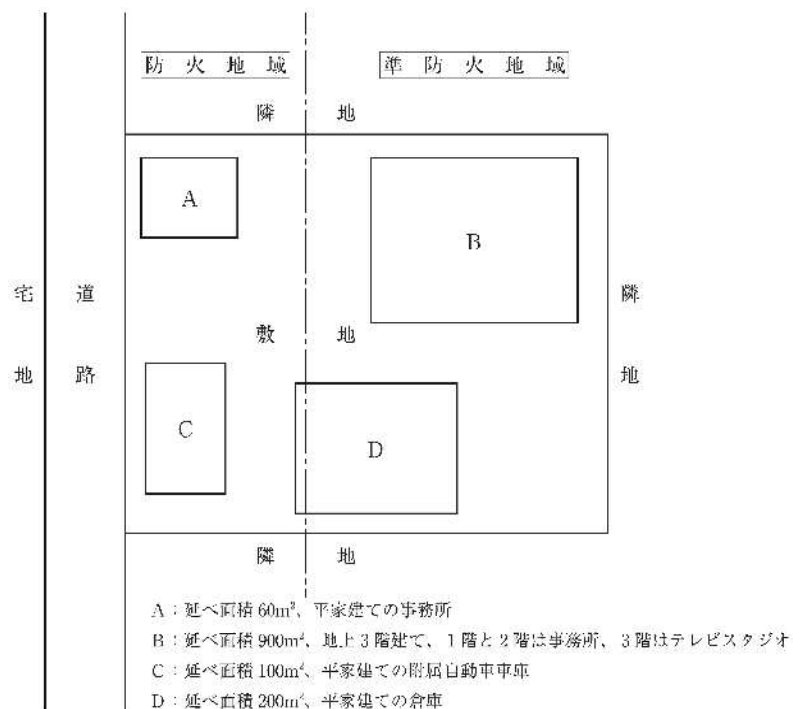 防火地域
準防火地域
隣地
A
B
宅地
道路
隣地
敷地
C
D
隣地
A:延べ面積60m²、平家建ての事務所
B:延べ面積900m²、地上3階建て、1階と2階は事務所、3階はテレビスタジオ
C:延べ面積100m²、平家建ての附属自動車車庫
D:延べ面積200m²、平家建ての倉庫